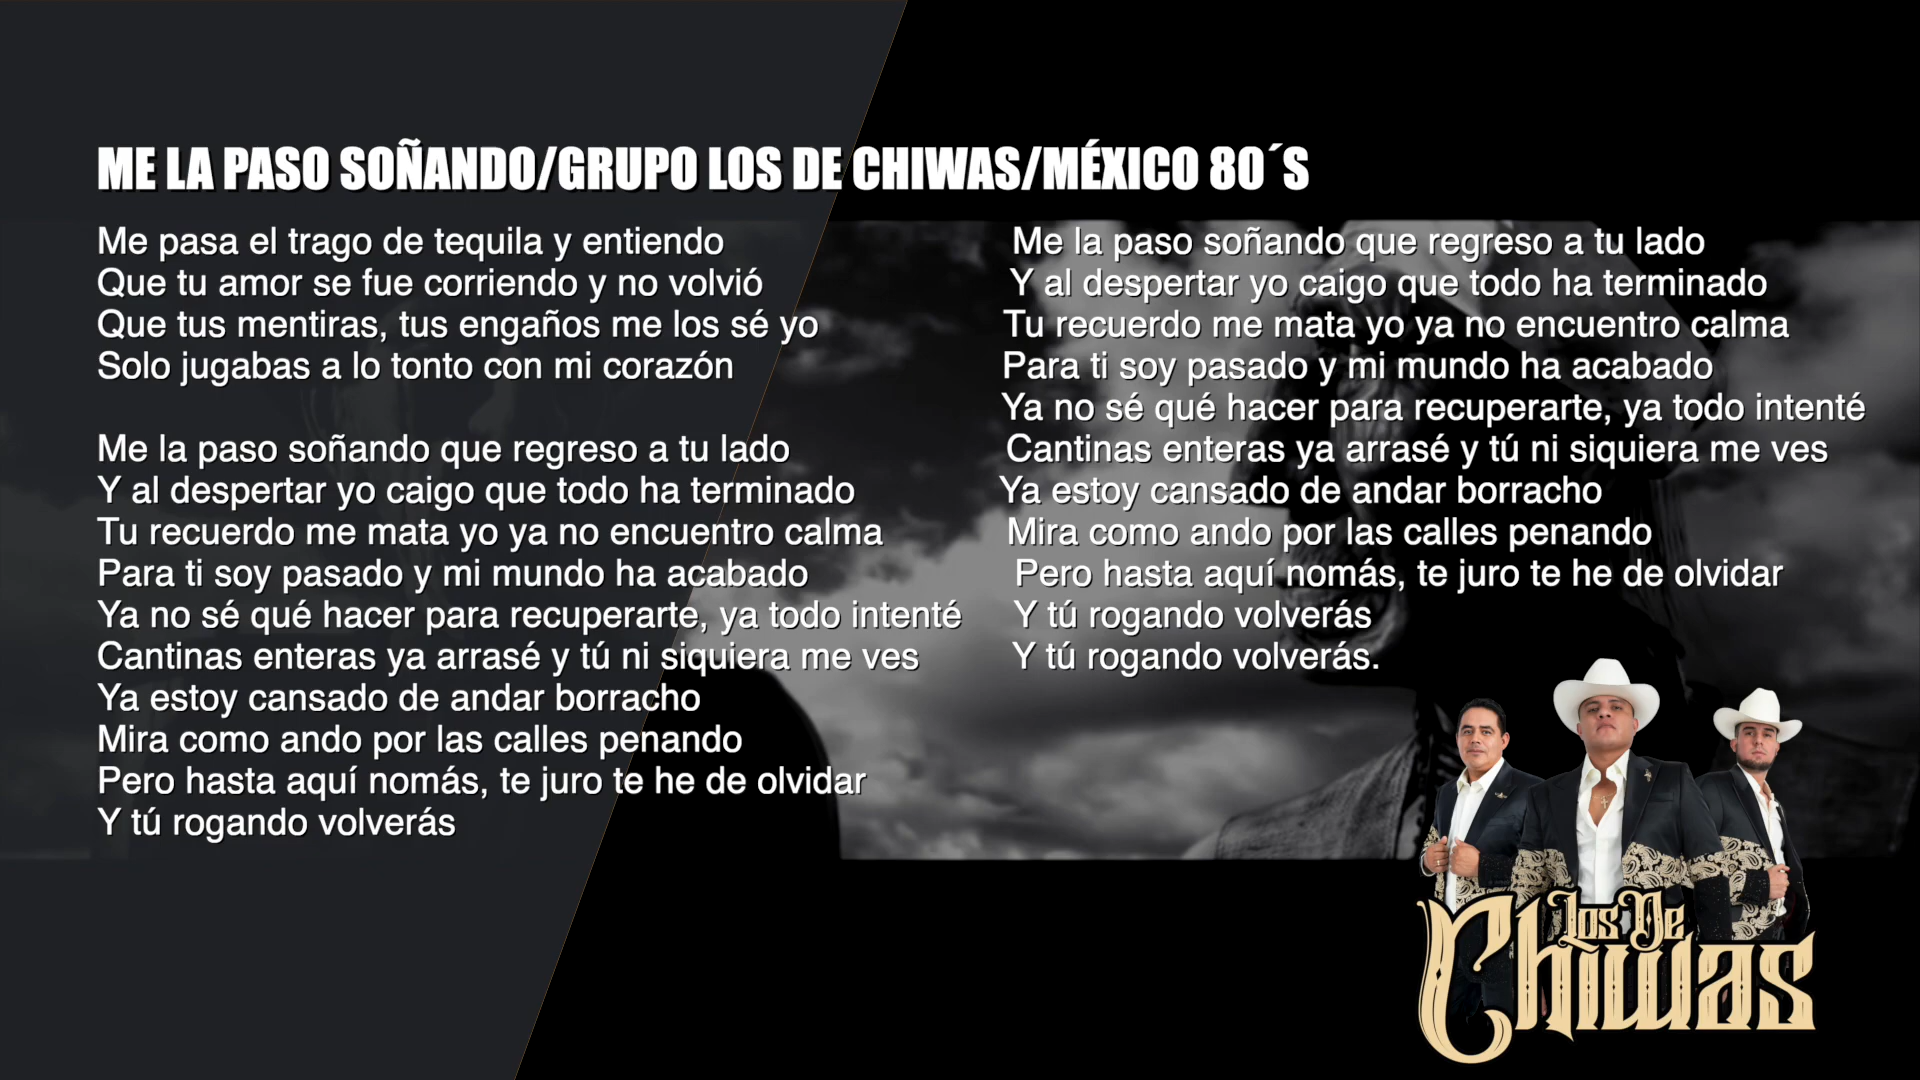 ME LA PASO SOÑANDO/GRUPO LOS DE CHIWAS/MÉXICO 80´S
Me pasa el trago de tequila y entiendo
Que tu amor se fue corriendo y no volvió
Que tus mentiras, tus engaños me los sé yo
Solo jugabas a lo tonto con mi corazón
Me la paso soñando que regreso a tu lado
Y al despertar yo caigo que todo ha terminado
Tu recuerdo me mata yo ya no encuentro calma
Para ti soy pasado y mi mundo ha acabado
Ya no sé qué hacer para recuperarte, ya todo intenté
Cantinas enteras ya arrasé y tú ni siquiera me ves
Ya estoy cansado de andar borracho
Mira como ando por las calles penando
Pero hasta aquí nomás, te juro te he de olvidar
Y tú rogando volverás
Me la paso soñando que regreso a tu lado
Y al despertar yo caigo que todo ha terminado
Tu recuerdo me mata yo ya no encuentro calma
Para ti soy pasado y mi mundo ha acabado
Ya no sé qué hacer para recuperarte, ya todo intenté
Cantinas enteras ya arrasé y tú ni siquiera me ves
Ya estoy cansado de andar borracho
Mira como ando por las calles penando
Pero hasta aquí nomás, te juro te he de olvidar
Y tú rogando volverás
Y tú rogando volverás.
Los De
Chiwas